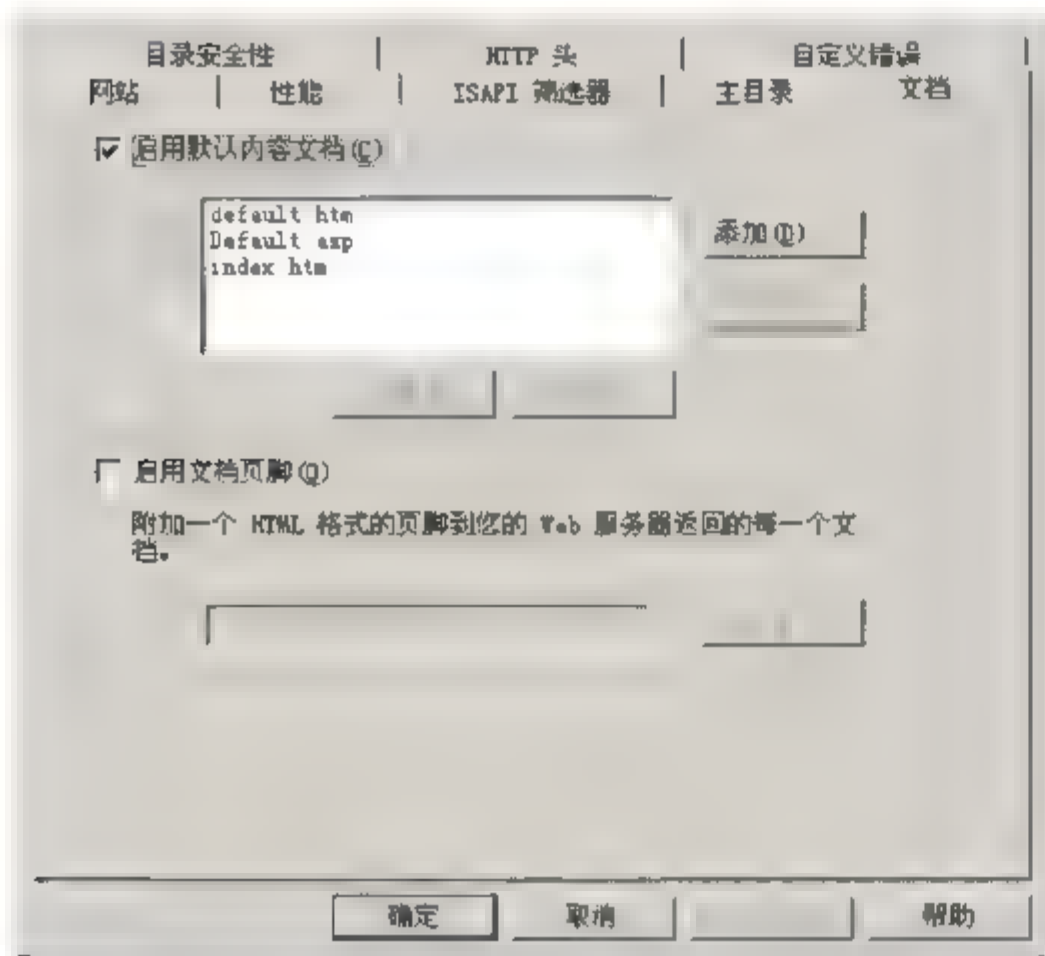 目录安全性 HTTP 头 自定义错误
网站 性能 ISAPI 筛选器 主目录 文档
启用默认内容文档(C)
default htm
Default asp
index htm
添加(D)
启用文档页脚(O)
附加一个 HTML 格式的页脚到您的 Web 服务器返回的每一个文
档。
确定 取消 帮助